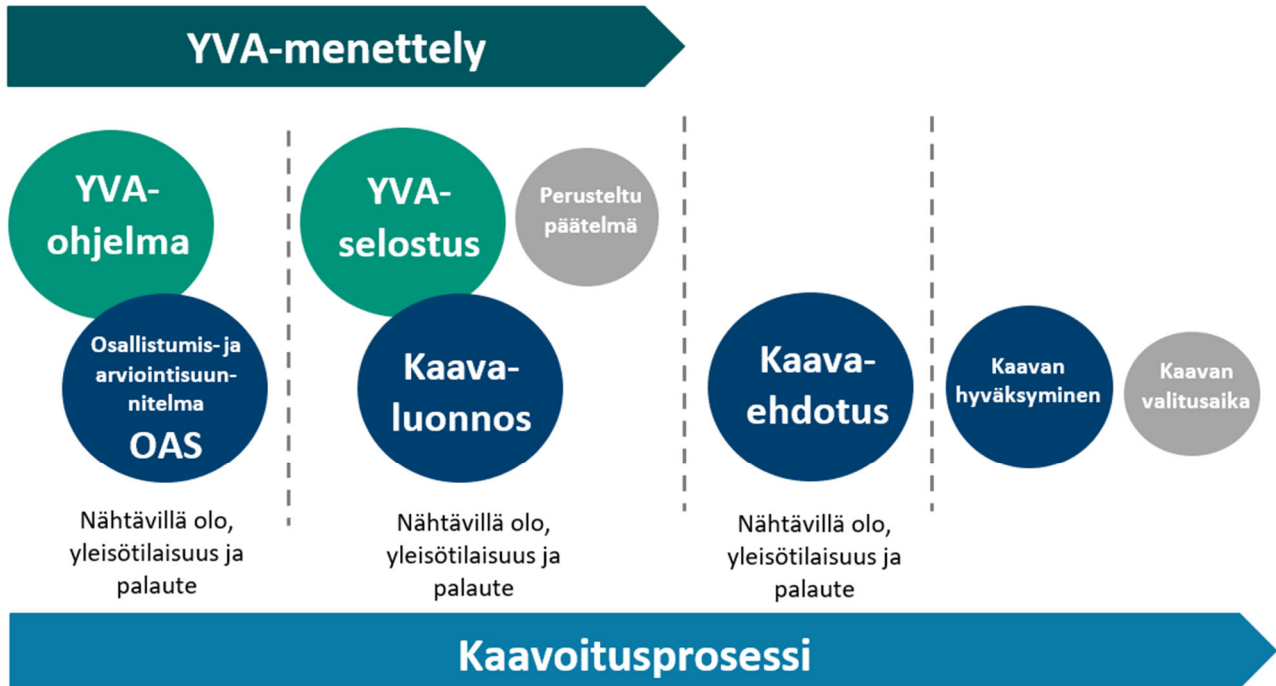 YVA-menettely
YVA-
ohjelma
Osallistumis- ja
arviointisuun-
nitelma
OAS
Nähtävillä olo,
yleisötilaisuus ja
palaute
YVA-
selostus
Perusteltu
päätelmä
Kaava-
luonnos
Nähtävillä olo,
yleisötilaisuus ja
palaute
Kaava-
ehdotus
Nähtävillä olo,
yleisötilaisuus ja
palaute
Kaavan
hyväksyminen
Kaavan
valitusaika
Kaavoitusprosessi